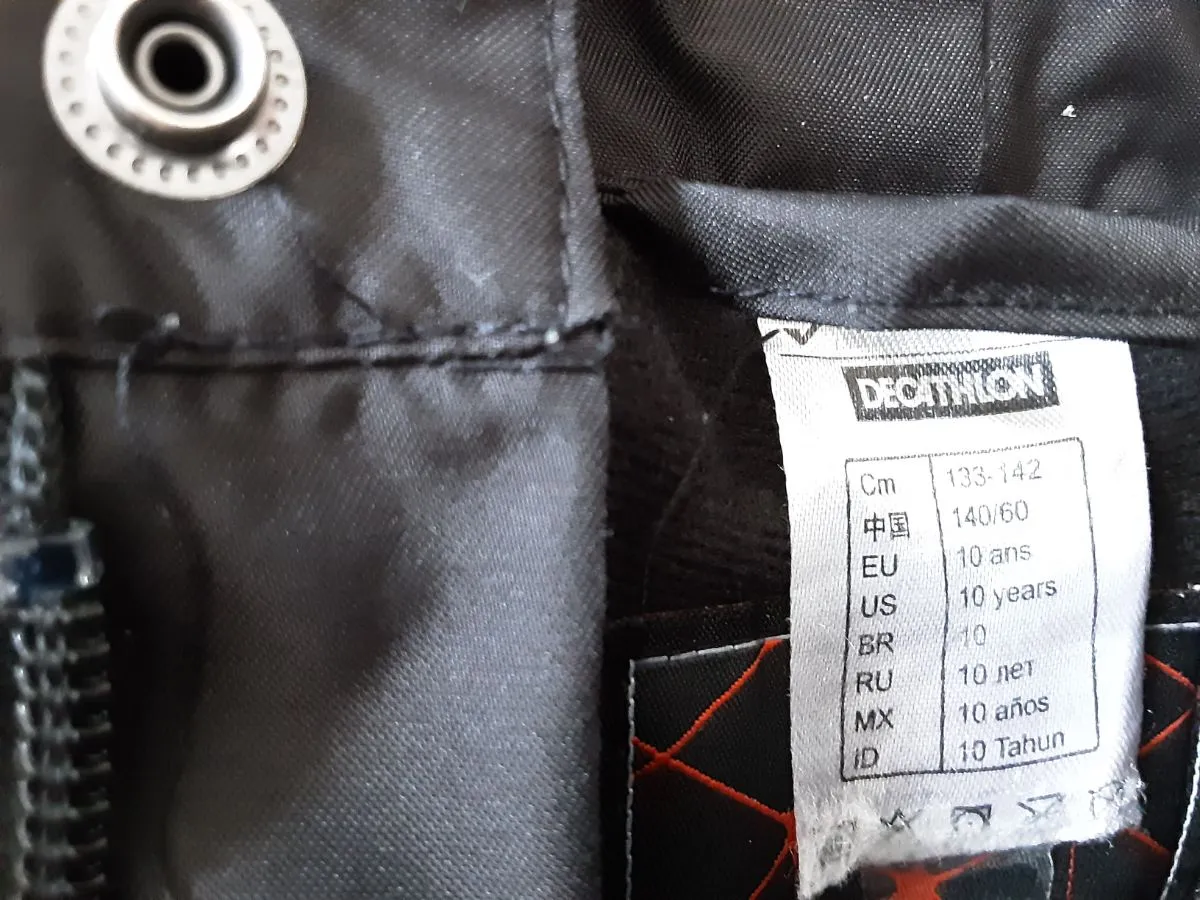 DECATHLON
Cm 133-142
中国 140/60
EU 10 ans
US 10 years
BR 10
RU 10 лет
MX 10 años
ID 10 Tahun